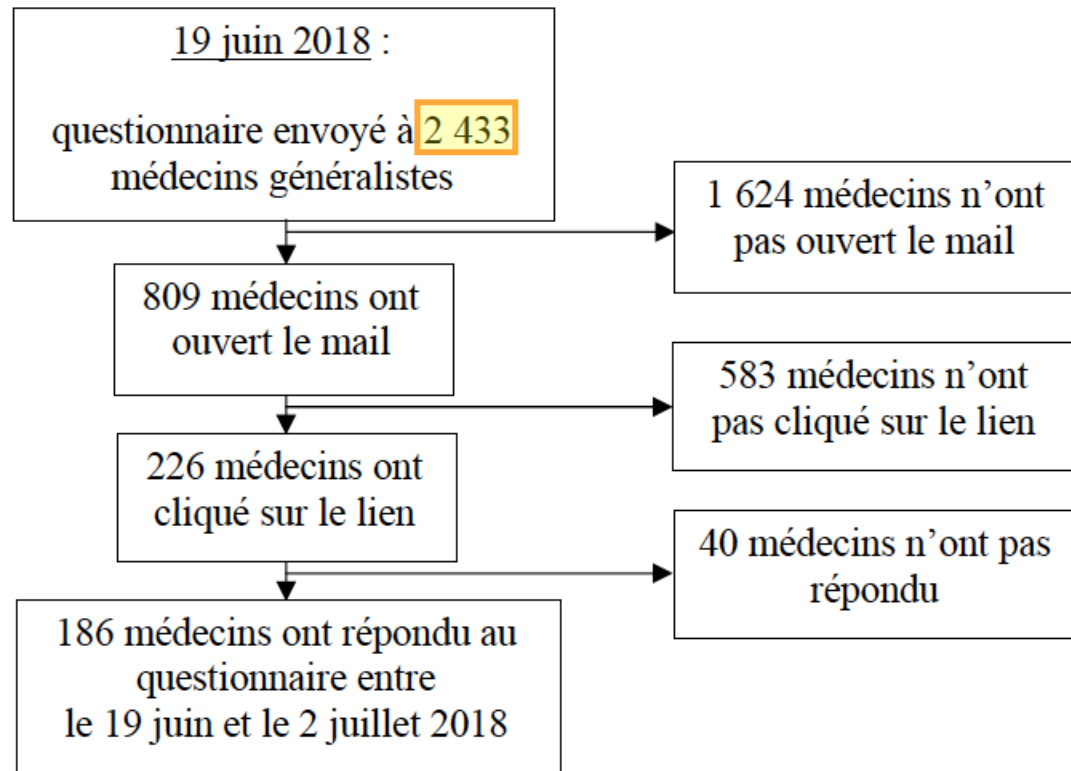 19 juin 2018 :
questionnaire envoyé à 2 433
médecins généralistes
1 624 médecins n’ont
pas ouvert le mail
809 médecins ont
ouvert le mail
583 médecins n’ont
pas cliqué sur le lien
226 médecins ont
cliqué sur le lien
40 médecins n’ont pas
répondu
186 médecins ont répondu au
questionnaire entre
le 19 juin et le 2 juillet 2018